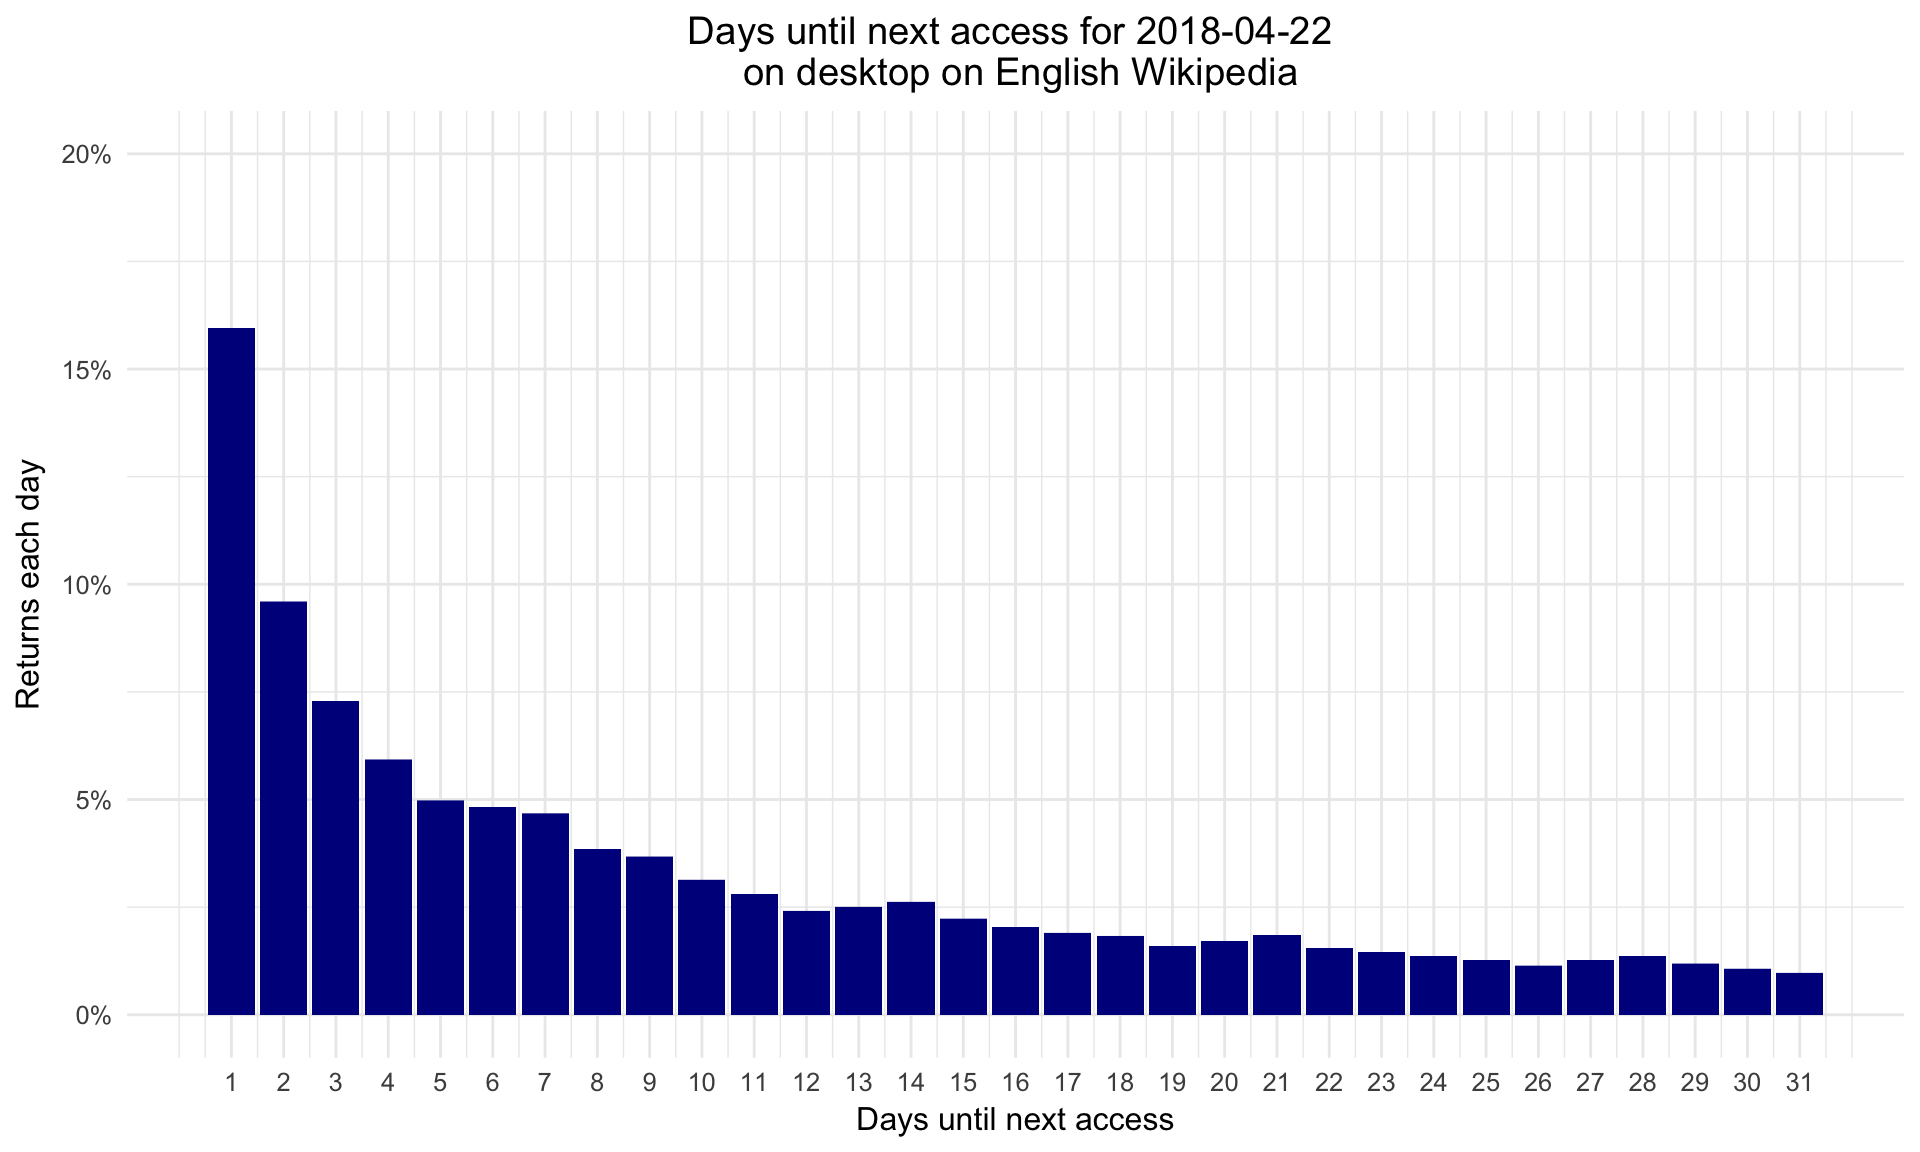 Days until next access for 2018-04-22
on desktop on English Wikipedia
20%
15%
10%
5%
0%
Returns each day
1 2 3 4 5 6 7 8 9 10 11 12 13 14 15 16 17 18 19 20 21 22 23 24 25 26 27 28 29 30 31
Days until next access